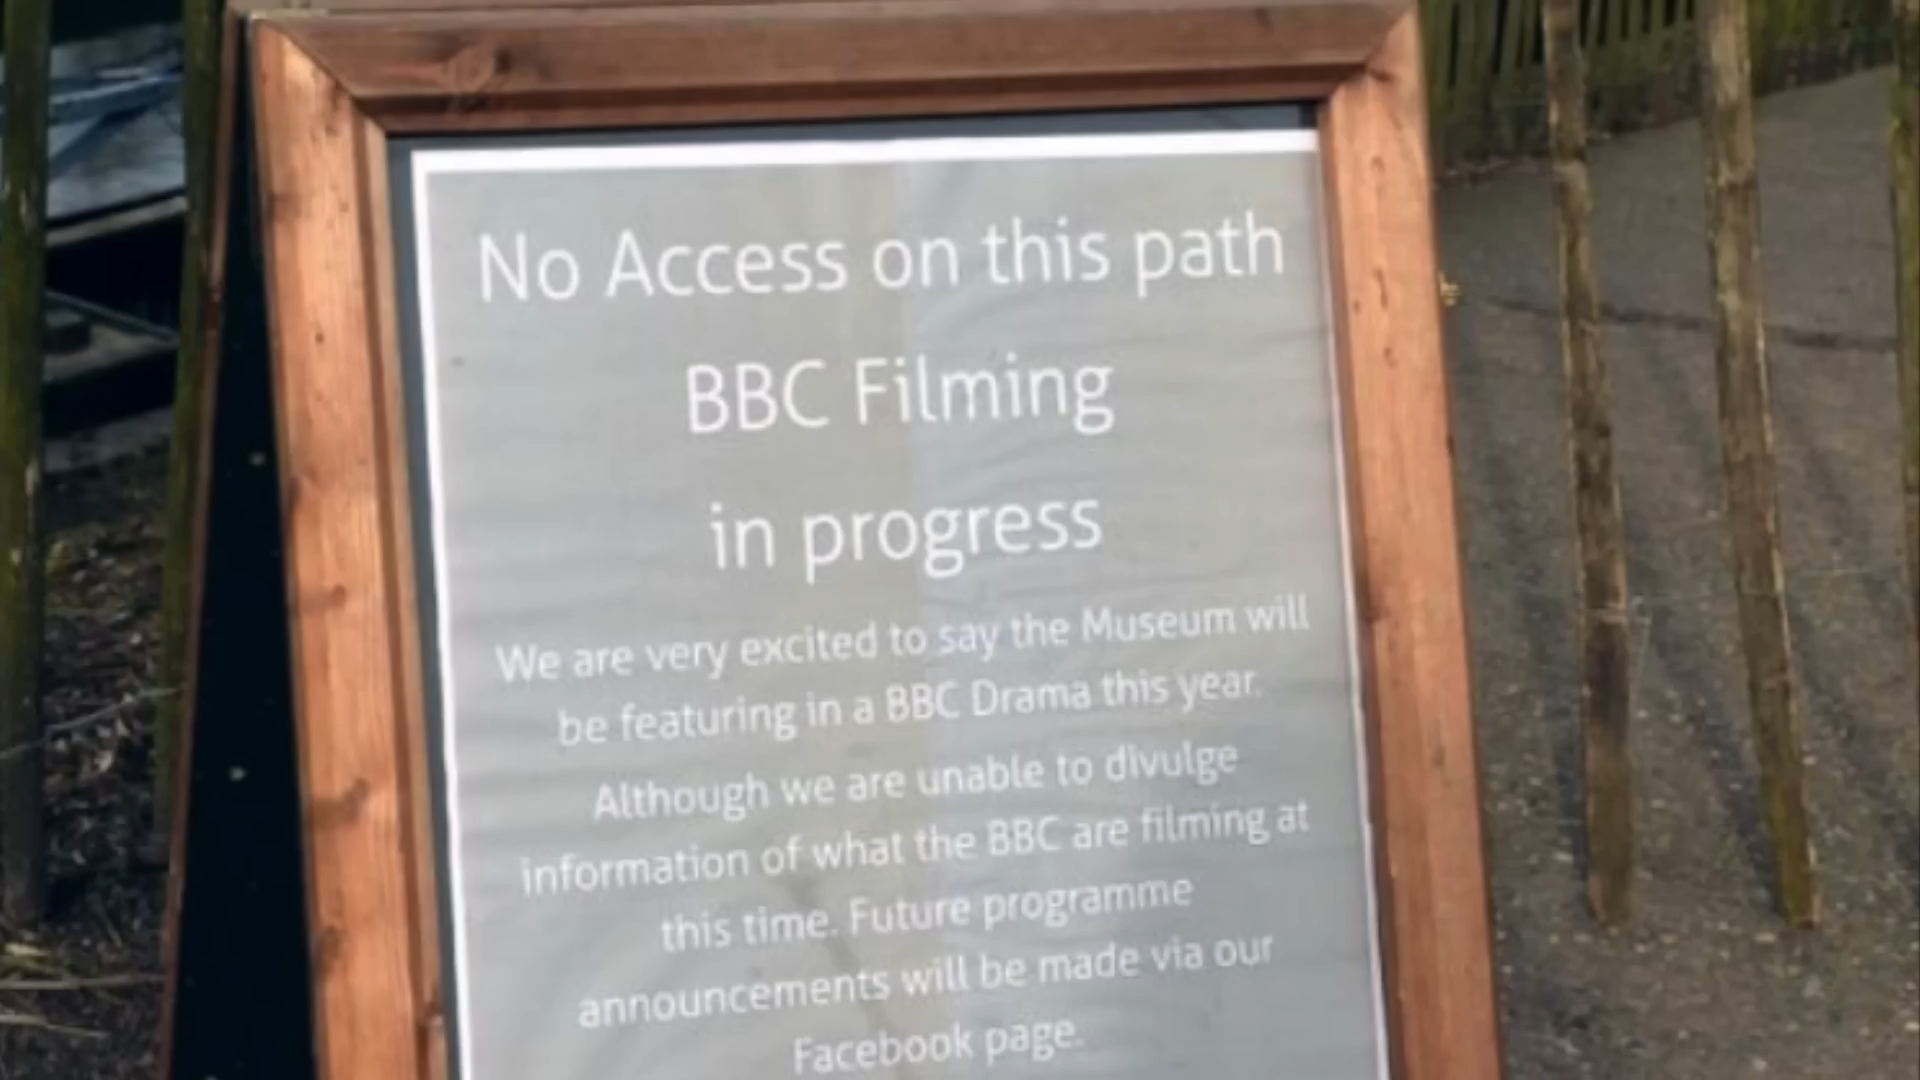 No Access on this path
BBC Filming
in progress
We are very excited to say the Museum will
be featuring in a BBC Drama this year.
Although we are unable to divulge
information of what the BBC are filming at
this time. Future programme
announcements will be made via our
Facebook page.